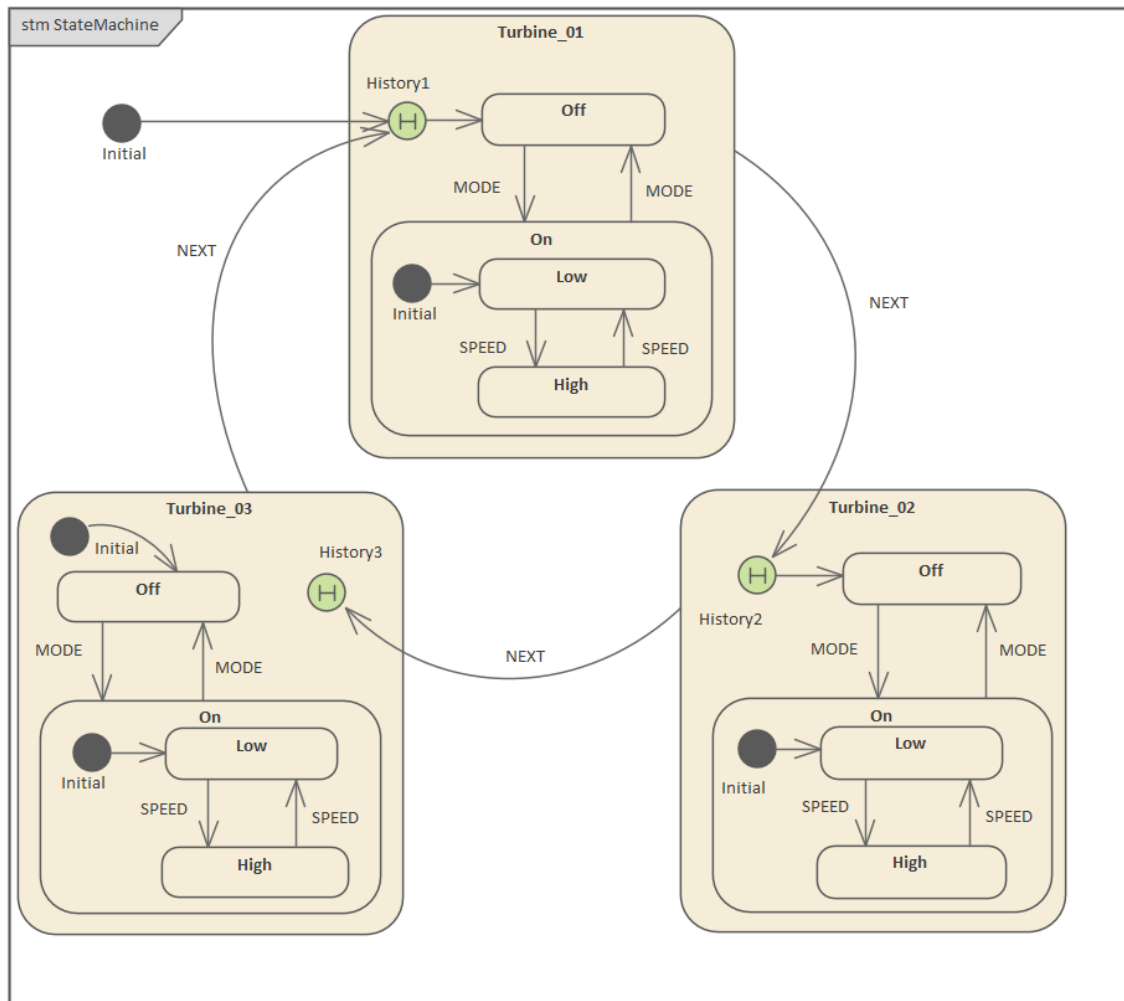 stm StateMachine
Turbine_01
History1
H
Off
Initial
MODE
MODE
On
NEXT
Low
Initial
NEXT
SPEED
SPEED
High
Turbine_03
Initial
History3
H
Off
MODE
MODE
On
Low
Initial
SPEED
SPEED
High
NEXT
Turbine_02
H
Off
History2
MODE
MODE
On
Low
Initial
SPEED
SPEED
High